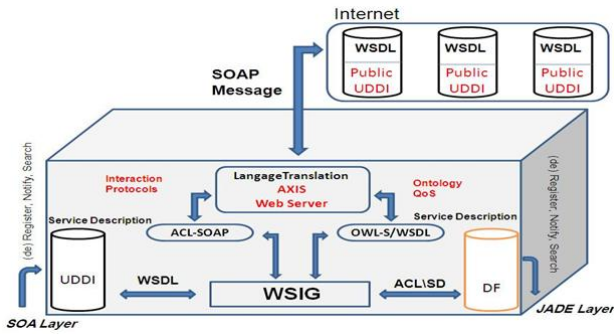 Internet
WSDL
Public
UDDI
WSDL
Public
UDDI
WSDL
Public
UDDI
SOAP
Message
(de) Register, Notify, Search
Interaction
Protocols
LangageTranslation
AXIS
Web Server
Ontology
QoS
(de) Register, Notify, Search
Service Description
ACL-SOAP
OWL-S/WSDL
Service Description
UDDI
WSDL
WSIG
ACL\SD
DF
SOA Layer
JADE Layer